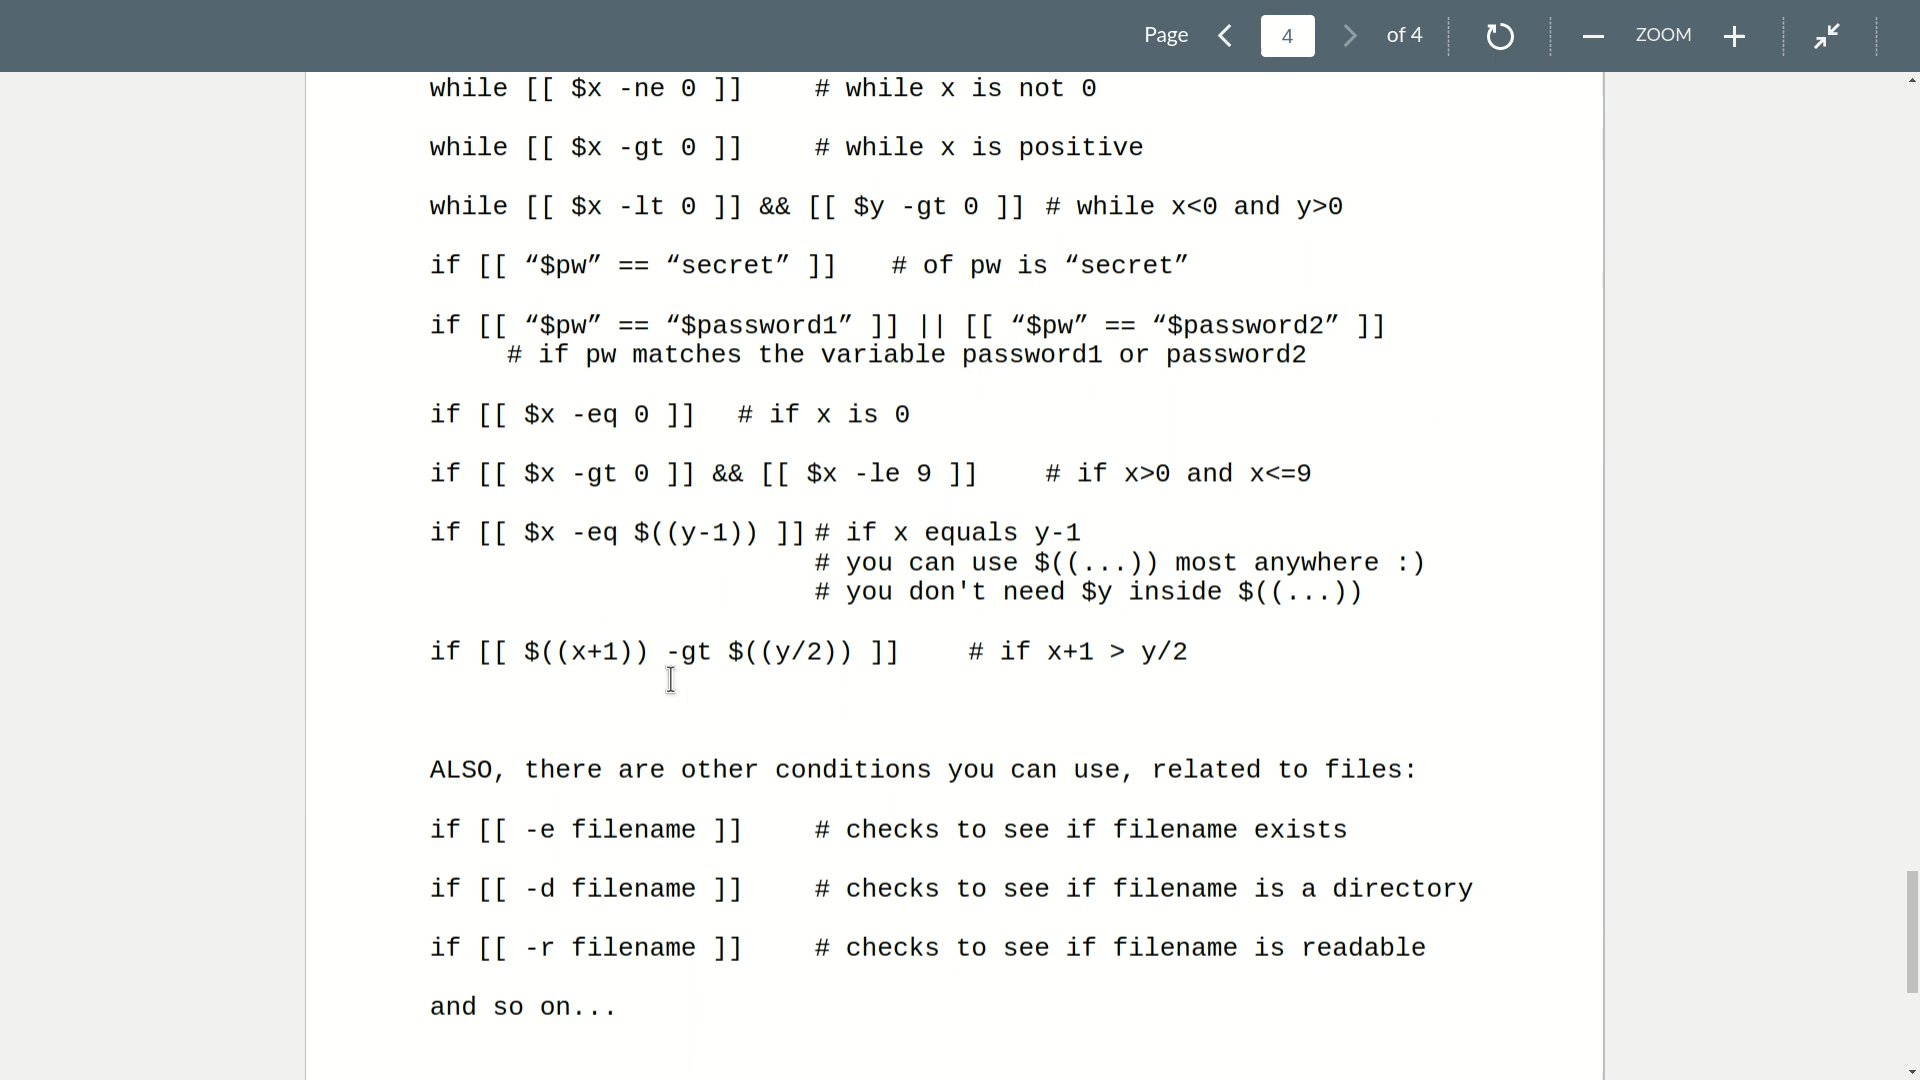 Page 4 of 4 ZOOM
while [[ $x -ne 0 ]] # while x is not 0
while [[ $x -gt 0 ]] # while x is positive
while [[ $x -lt 0 ]] && [[ $y -gt 0 ]] # while x<0 and y>0
if [[ “$pw” == “secret” ]] # of pw is “secret”
if [[ “$pw” == “$password1” ]] || [[ “$pw” == “$password2” ]]
# if pw matches the variable password1 or password2
if [[ $x -eq 0 ]] # if x is 0
if [[ $x -gt 0 ]] && [[ $x -le 9 ]] # if x>0 and x<=9
if [[ $x -eq $((y-1)) ]] # if x equals y-1
# you can use $((...)) most anywhere :)
# you don't need $y inside $((...))
if [[ $((x+1)) -gt $((y/2)) ]] # if x+1 > y/2
ALSO, there are other conditions you can use, related to files:
if [[ -e filename ]] # checks to see if filename exists
if [[ -d filename ]] # checks to see if filename is a directory
if [[ -r filename ]] # checks to see if filename is readable
and so on...